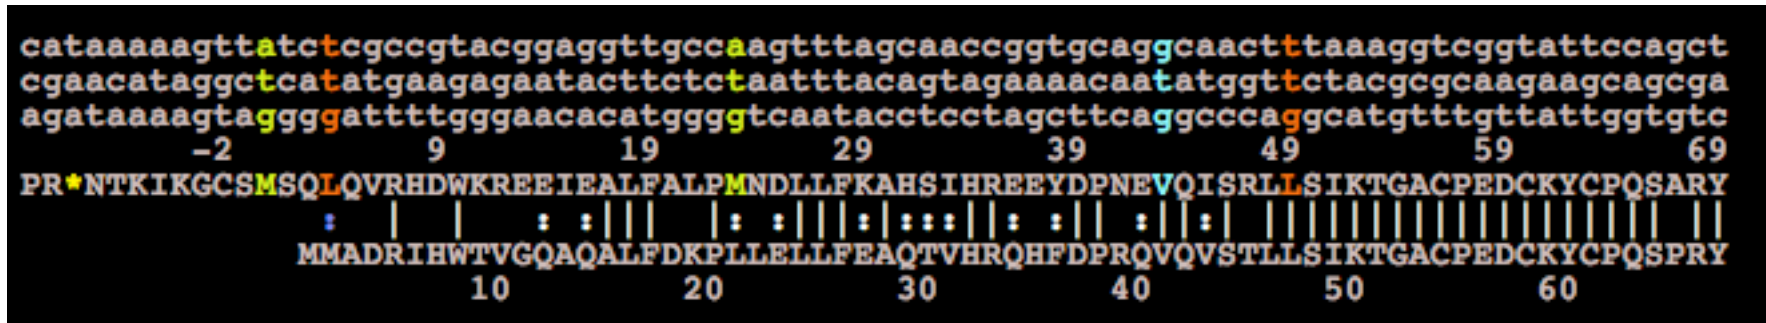 cataaaaagttatctcgccgtacggaggttgccaagtttagcaaccggtgcaggcaactttaaaggtcggtattccagct
cgaacataggctcatatgaagagaatacttctctaatttacagtagaaaacaatatggttctacgcgcaagaagcagcga
agataaaagtaggggattttgggaacacatggggtcaatacctcctagcttcaggcccaggcatgtttgttattggtgtc
-2 9 19 29 39 49 59 69
PR*NTKIKGCSMSQLQVRHDWKREEIEALFALPMNDLLFKAHSIHREEYDPNEVQISRLLSIKTGACPEDCKYCPQSARY
MMADRIHWTVGQAQALFDKPLLELLFEAQTVHRQHFDPRQVQVSTLLSIKTGACPEDCKYCPQSPRY
10 20 30 40 50 60